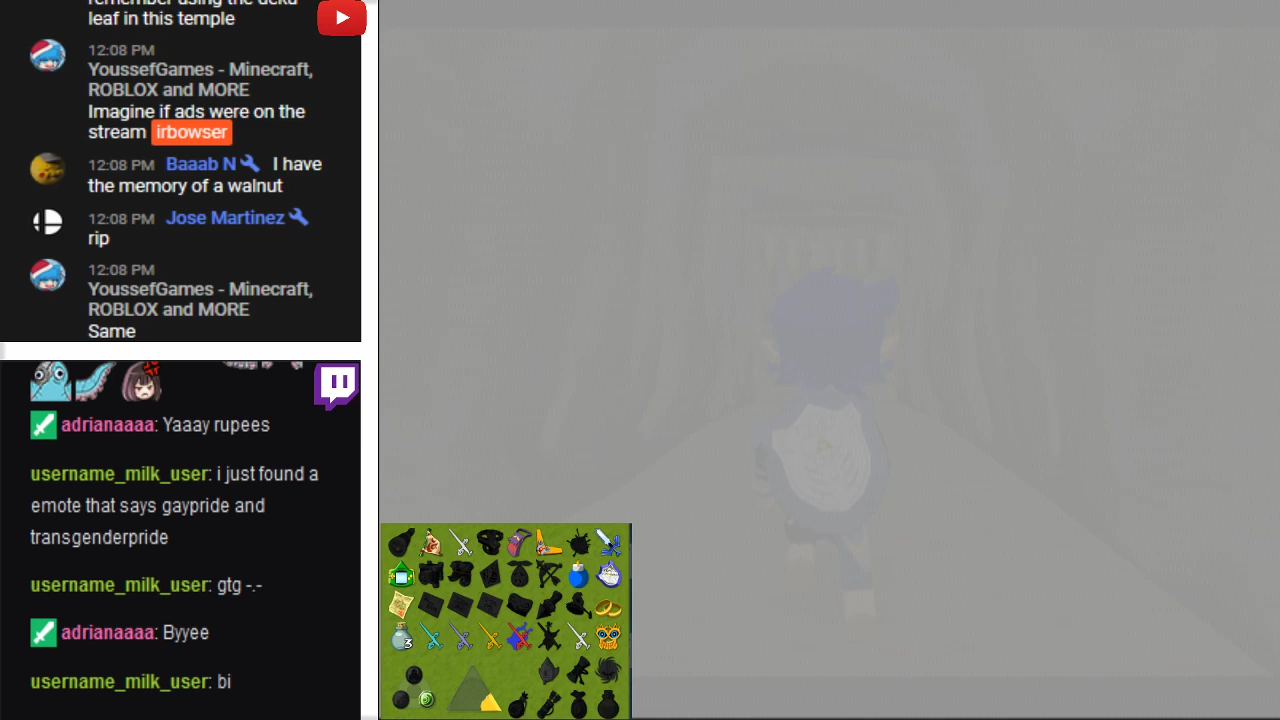 remember using the deku
leaf in this temple
12:08 PM
YoussefGames - Minecraft,
ROBLOX and MORE
Imagine if ads were on the
stream irbowser
12:08 PM Baaab N I have
the memory of a walnut
12:08 PM Jose Martinez
rip
12:08 PM
YoussefGames - Minecraft,
ROBLOX and MORE
Same
adrianaaaa: Yaaay rupees
username_milk_user: i just found a
emote that says gaypride and
transgenderpride
username_milk_user: gtg -.-
adrianaaaa: Byyee
username_milk_user: bi
3